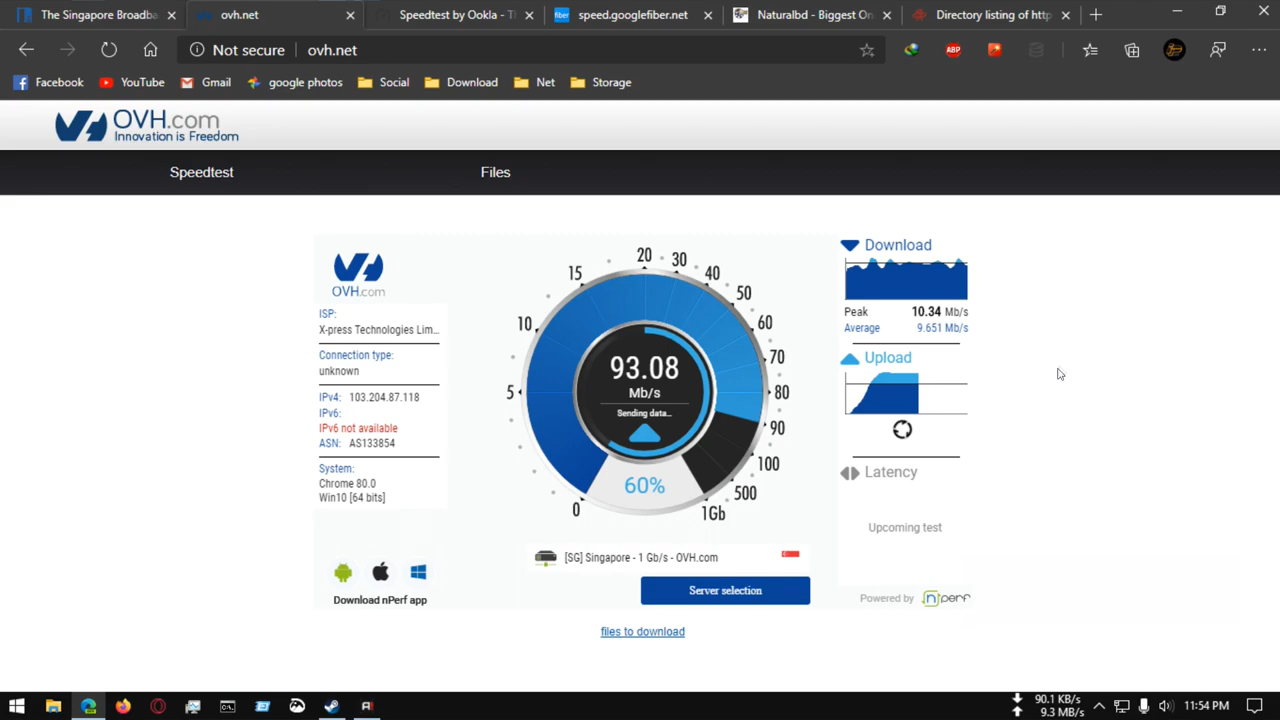 The Singapore Broadba
ovh.net
Speedtest by Ookla - Th
fiber speed.googlefiber.net
Naturalbd - Biggest On
Directory listing of http
Not secure ovh.net
ABP
Facebook YouTube Gmail google photos Social Download Net Storage
OVH.com
Innovation is Freedom
Speedtest Files
OVH.com
ISP:
X-press Technologies Lim...
Connection type:
unknown
IPv4: 103.204.87.118
IPv6:
IPv6 not available
ASN: AS133854
System:
Chrome 80.0
Win10 [64 bits]
Download nPerf app
0
5
10
15
20
30
40
50
60
70
80
90
100
500
1Gb
93.08
Mb/s
Sending data...
60%
[SG] Singapore - 1 Gb/s - OVH.com
Server selection
files to download
Download
Peak 10.34 Mb/s
Average 9.651 Mb/s
Upload
Latency
Upcoming test
Powered by nperf
90.1 KB/s
9.3 MB/s
11:54 PM